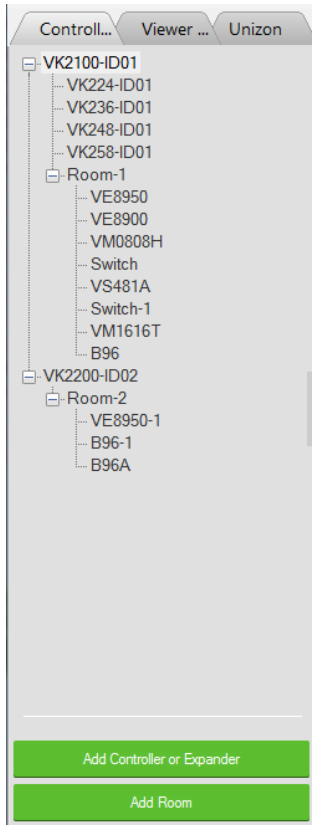 Controll... Viewer ... Unizon
VK2100-ID01
VK224-ID01
VK236-ID01
VK248-ID01
VK258-ID01
Room-1
VE8950
VE8900
VM0808H
Switch
VS481A
Switch-1
VM1616T
B96
VK2200-ID02
Room-2
VE8950-1
B96-1
B96A
Add Controller or Expander
Add Room